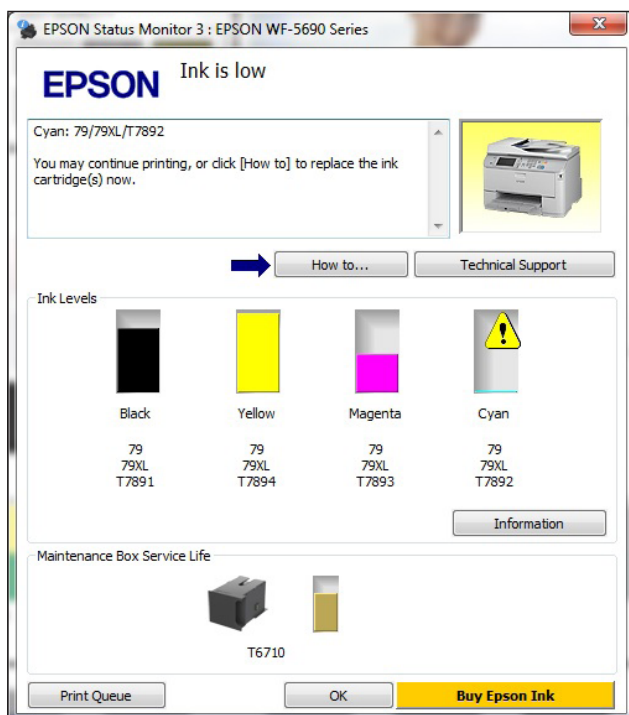 EPSON Status Monitor 3 : EPSON WF-5690 Series
EPSON
Ink is low
Cyan: 79/79XL/T7892
You may continue printing, or click [How to] to replace the ink
cartridge(s) now.
How to...
Technical Support
Ink Levels
Black
Yellow
Magenta
Cyan
79
79
79
79
79XL
79XL
79XL
79XL
T7891
T7894
T7893
T7892
Information
Maintenance Box Service Life
T6710
Print Queue
OK
Buy Epson Ink